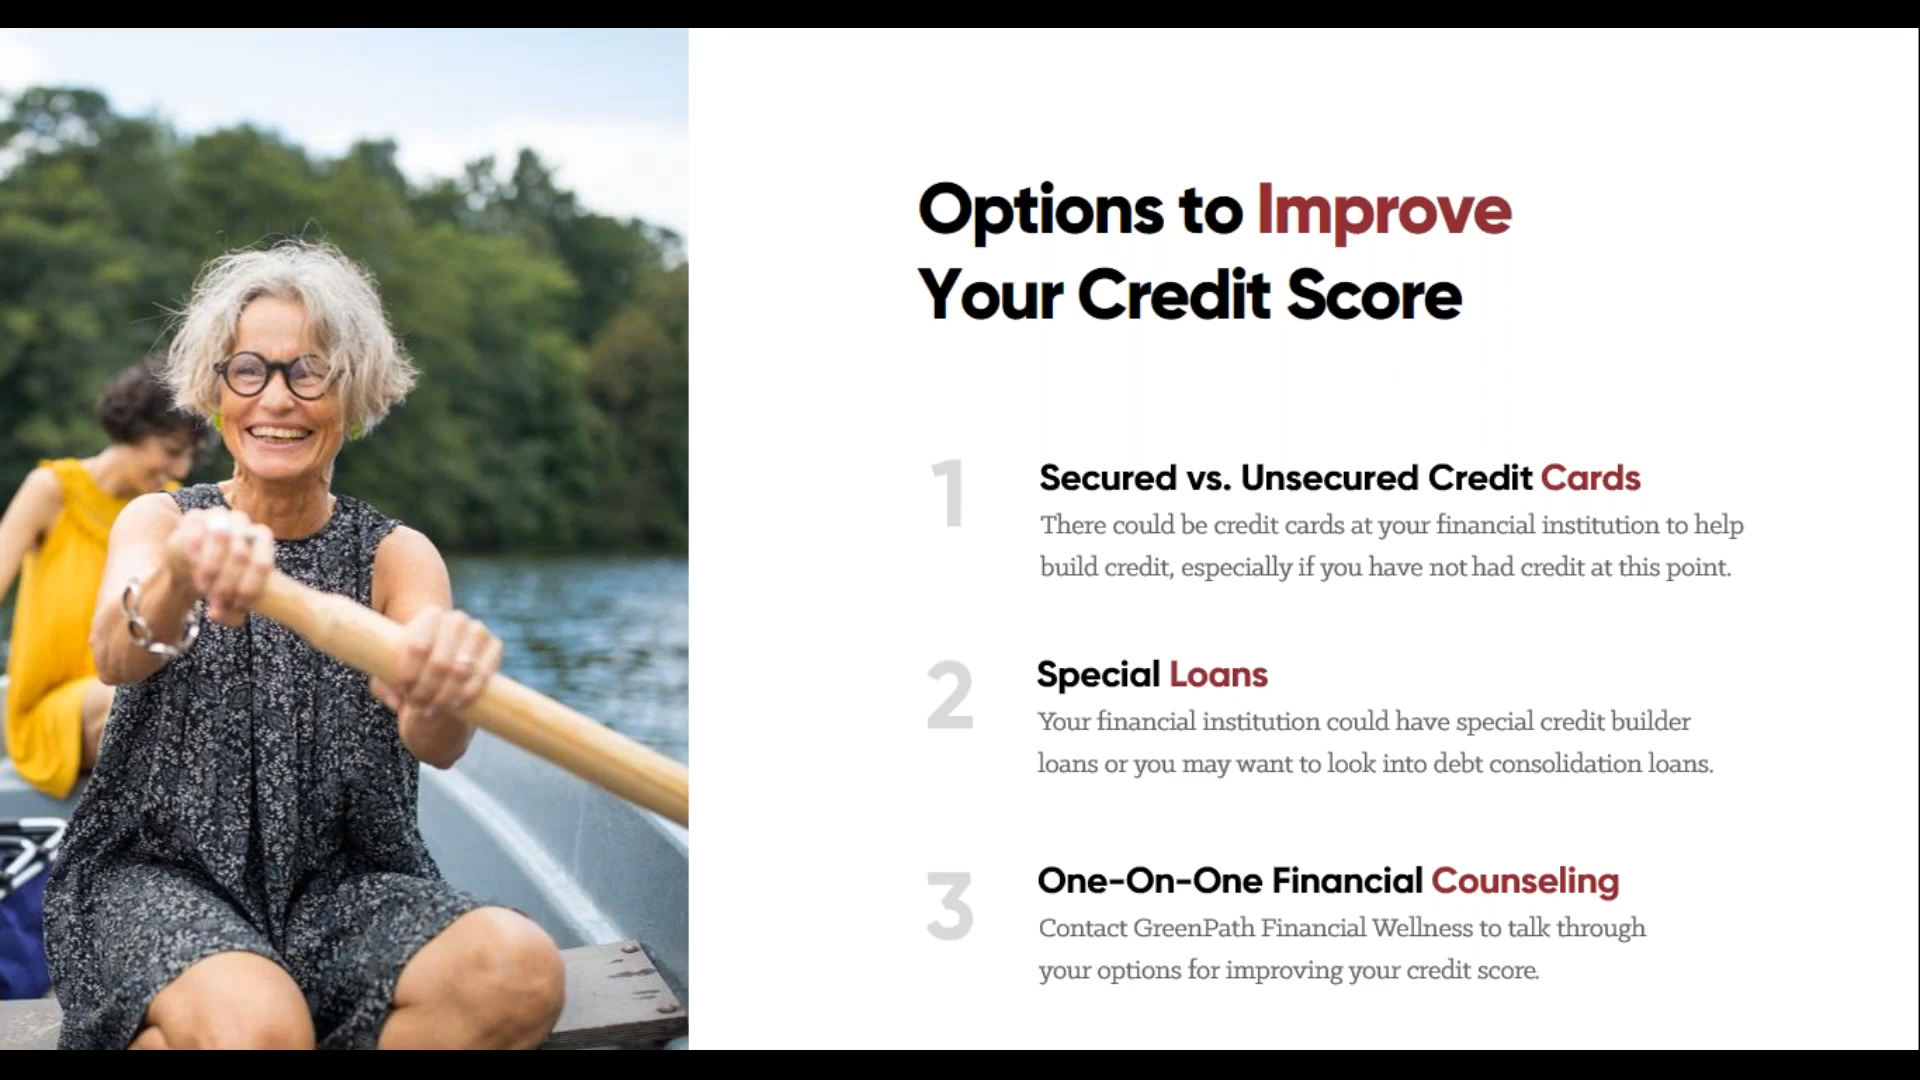 Options to Improve
Your Credit Score
1
Secured vs. Unsecured Credit Cards
There could be credit cards at your financial institution to help
build credit, especially if you have not had credit at this point.
2
Special Loans
Your financial institution could have special credit builder
loans or you may want to look into debt consolidation loans.
3
One-On-One Financial Counseling
Contact GreenPath Financial Wellness to talk through
your options for improving your credit score.